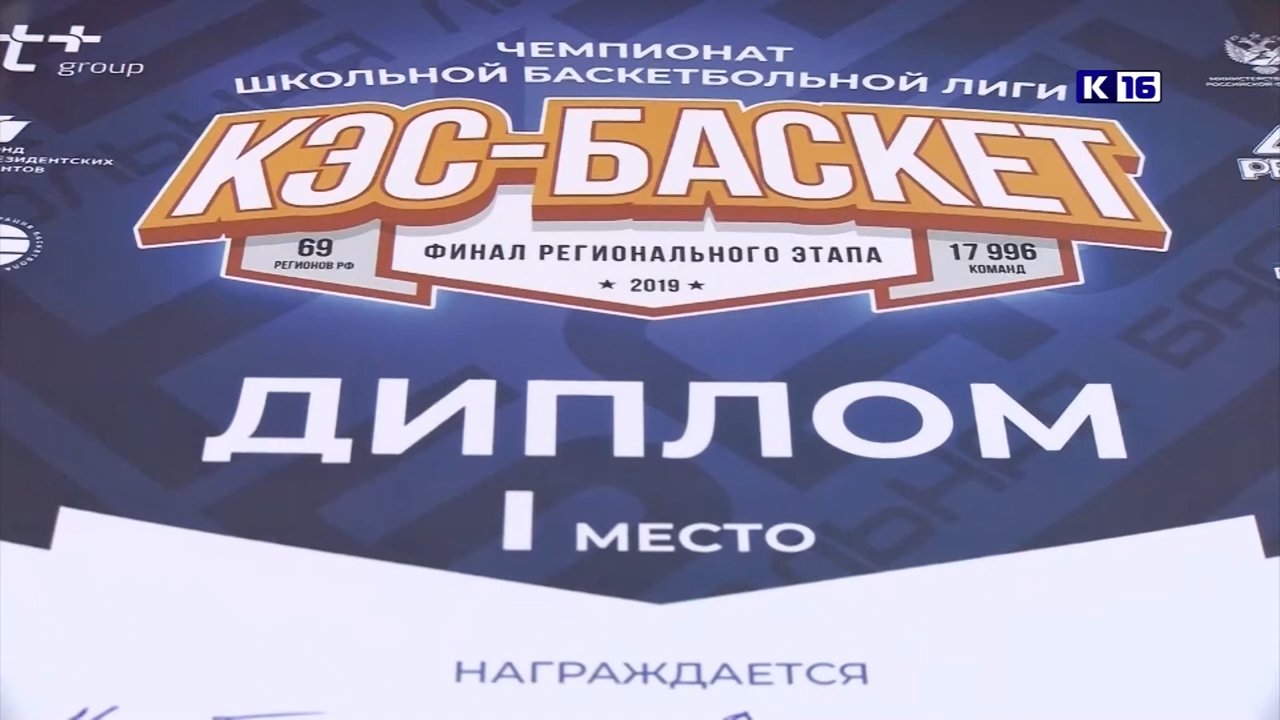 t+
group
ЧЕМПИОНАТ
ШКОЛЬНОЙ БАСКЕТБОЛЬНОЙ ЛИГИ
К 16
КЭС-БАСКЕТ
69
РЕГИОНОВ РФ
ФИНАЛ РЕГИОНАЛЬНОГО ЭТАПА
★ 2019 ★
17 996
КОМАНД
ДИПЛОМ
I МЕСТО
НАГРАЖДАЕТСЯ